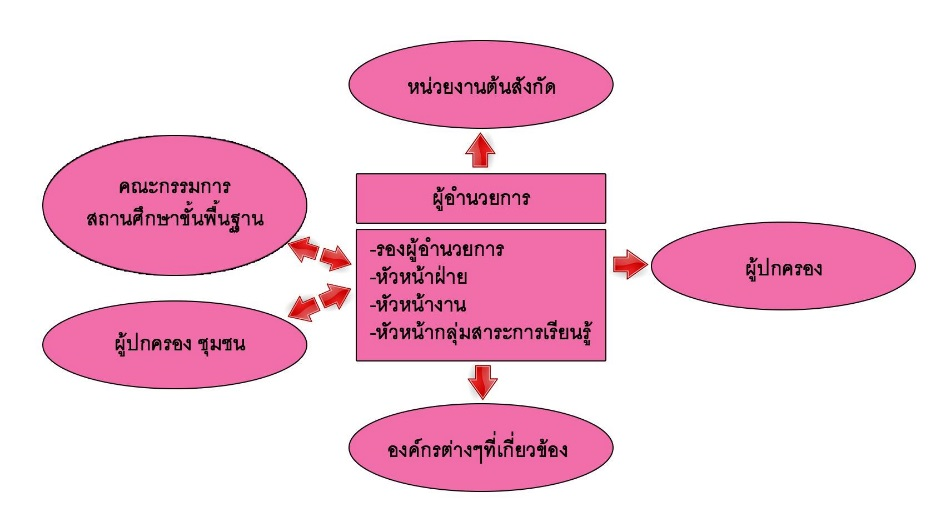 หน่วยงานต้นสังกัด
คณะกรรมการ
สถานศึกษาขั้นพื้นฐาน
ผู้อำนวยการ
-รองผู้อำนวยการ
-หัวหน้าฝ่าย
-หัวหน้างาน
-หัวหน้ากลุ่มสาระการเรียนรู้
ผู้ปกครอง
ผู้ปกครอง ชุมชน
องค์กรต่างๆที่เกี่ยวข้อง